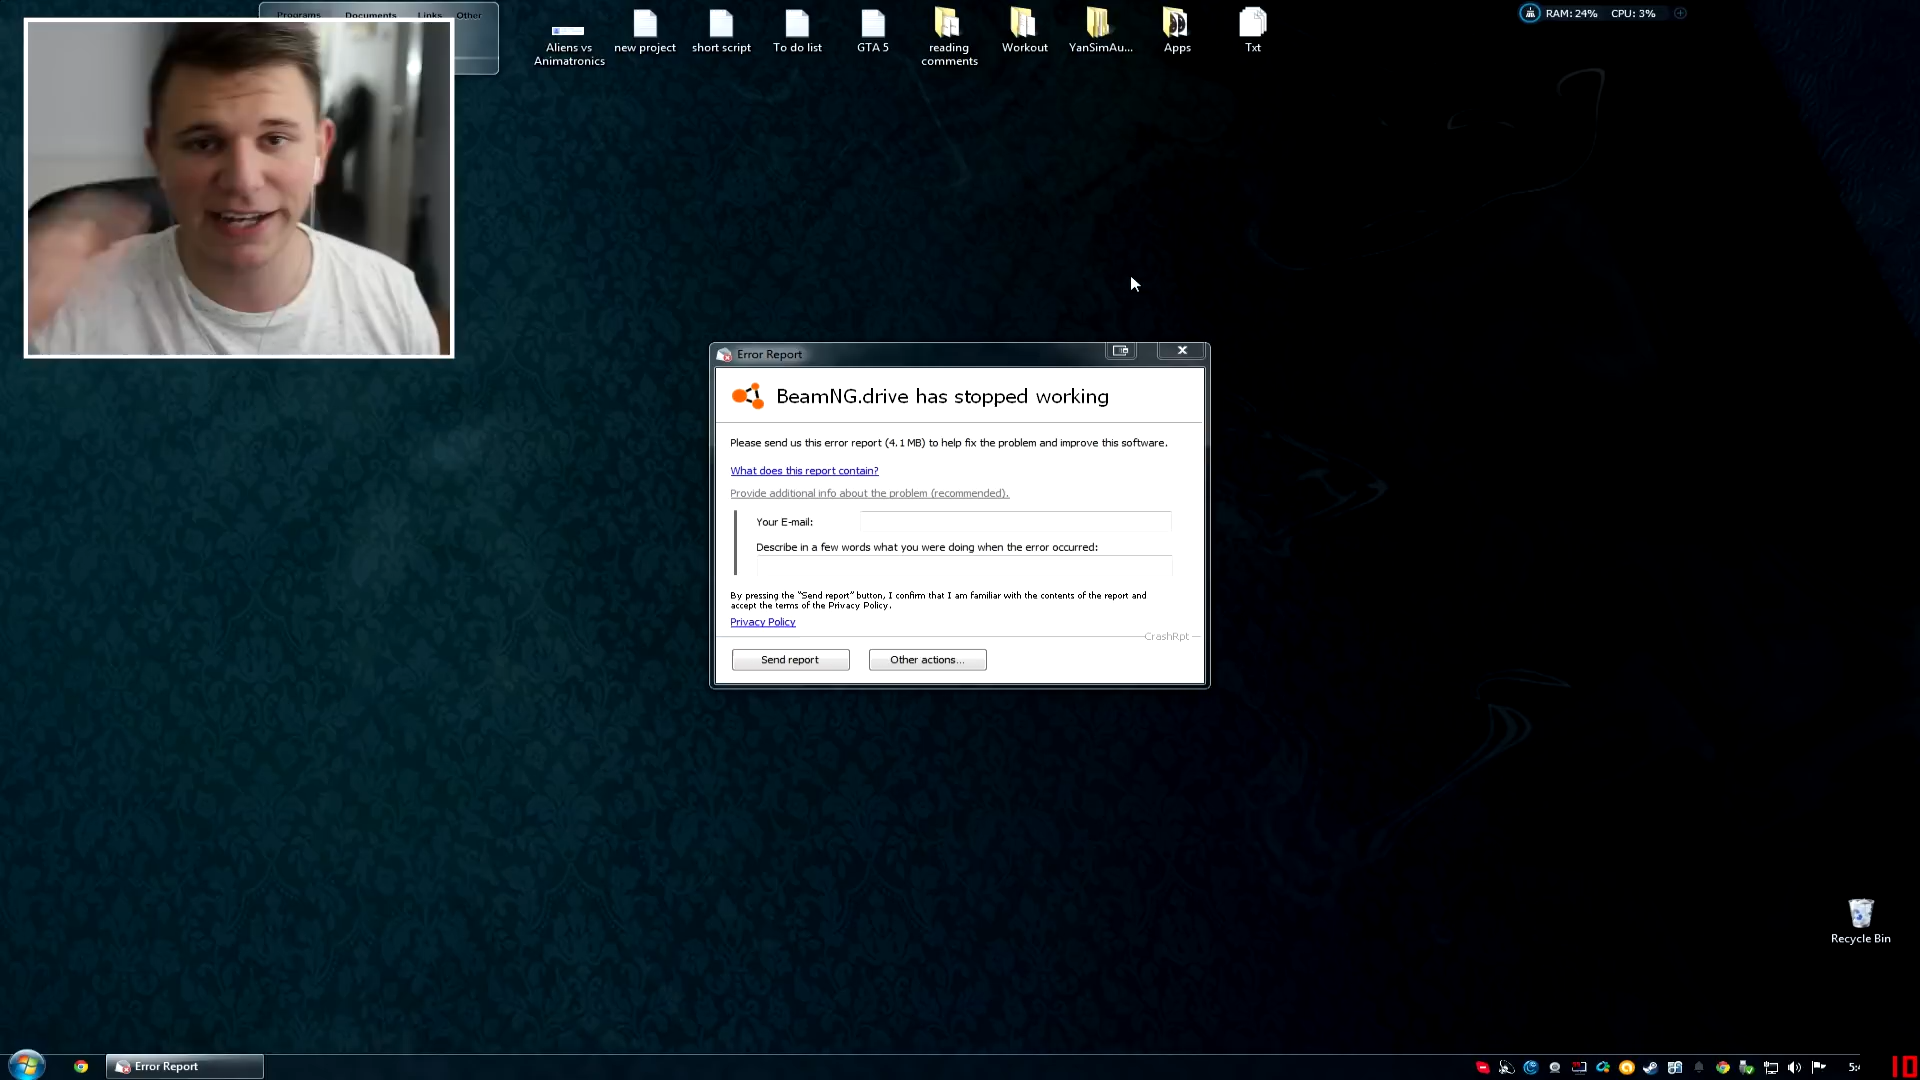 Programs Documents Links Other
Aliens vs
Animatronics
new project
short script
To do list
GTA 5
reading
comments
Workout
YanSimAu...
Apps
Txt
RAM: 24% CPU: 3%
Error Report
BeamNG.drive has stopped working
Please send us this error report (4.1 MB) to help fix the problem and improve this software.
What does this report contain?
Provide additional info about the problem (recommended).
Your E-mail:
Describe in a few words what you were doing when the error occurred:
By pressing the "Send report" button, I confirm that I am familiar with the contents of the report and
accept the terms of the Privacy Policy.
Privacy Policy
CrashRpt
Send report Other actions...
Recycle Bin
Error Report
10